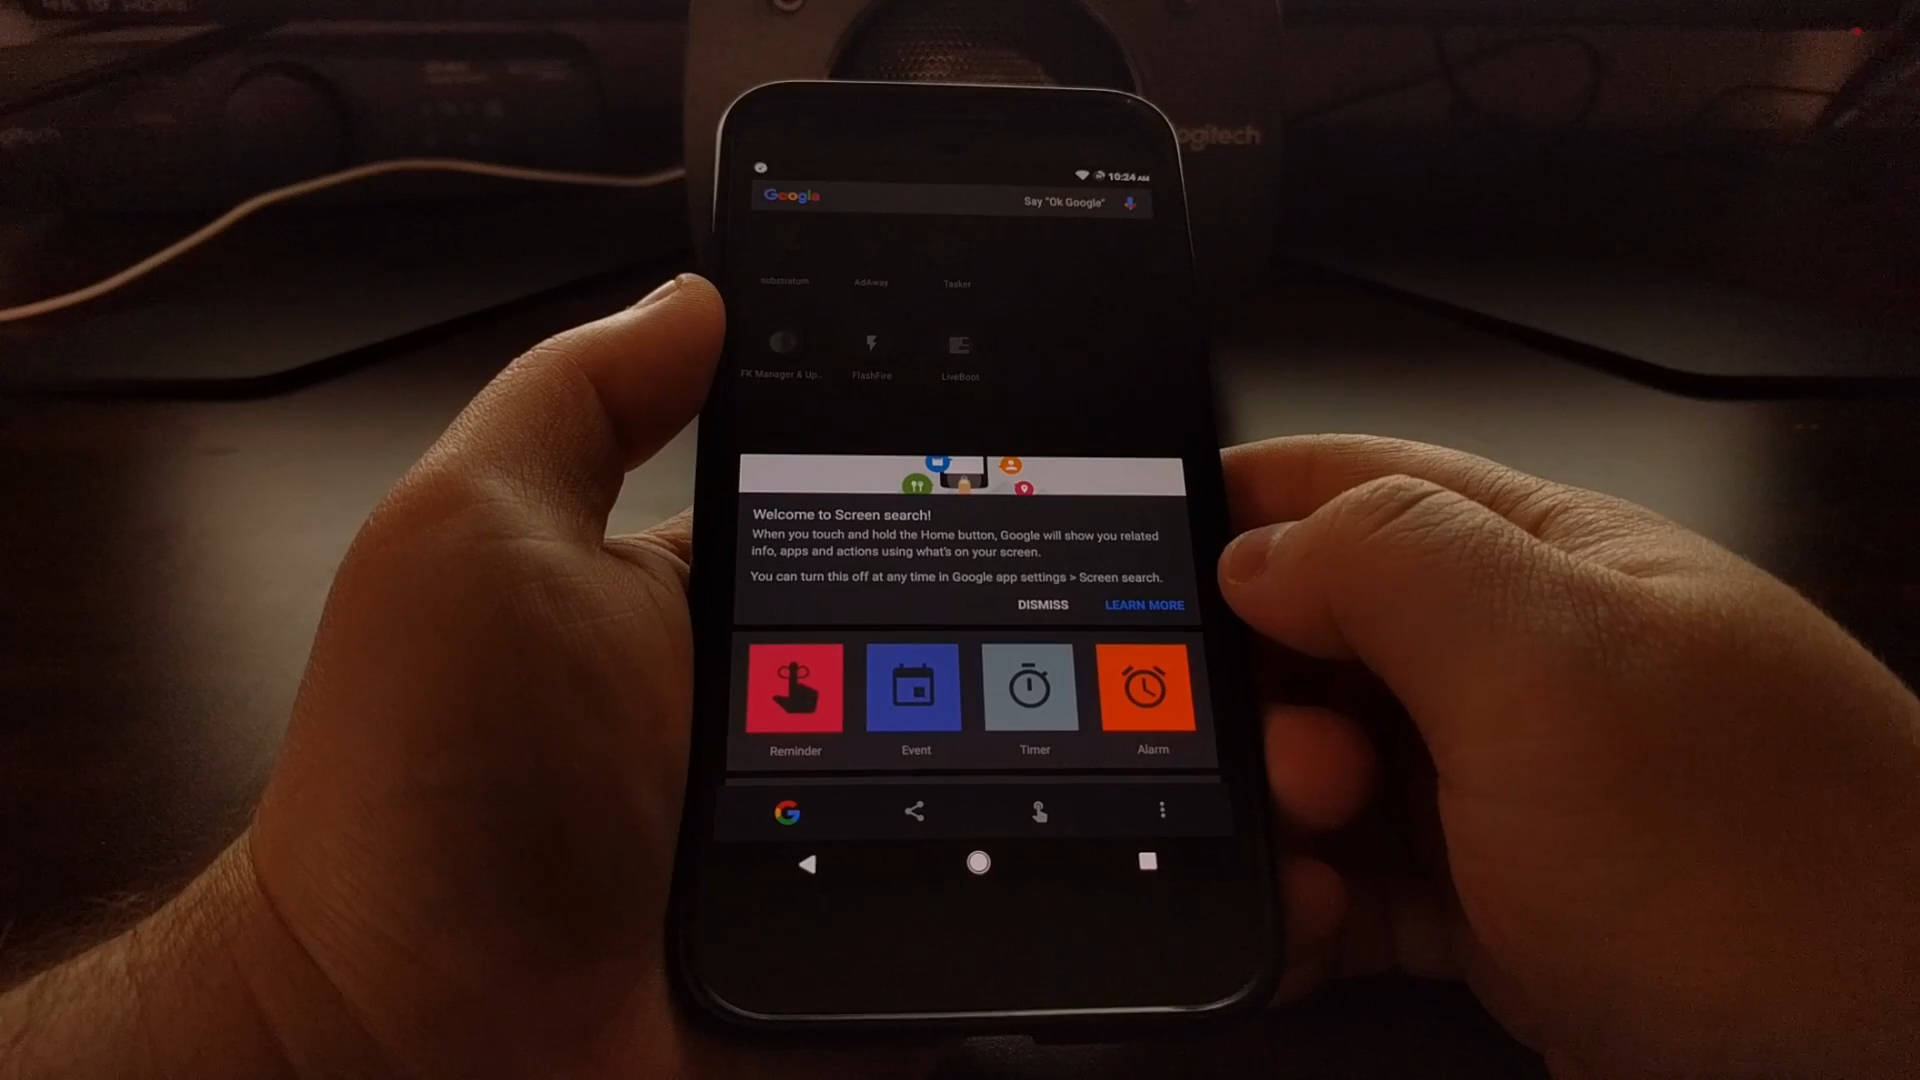 ogitech
10:24 AM
Google
Say "Ok Google"
substratum
AdAway
Tasker
FK Manager & Up..
FlashFire
LiveBoot
Welcome to Screen search!
When you touch and hold the Home button, Google will show you related
info, apps and actions using what's on your screen.
You can turn this off at any time in Google app settings > Screen search.
DISMISS
LEARN MORE
Reminder
Event
Timer
Alarm
G